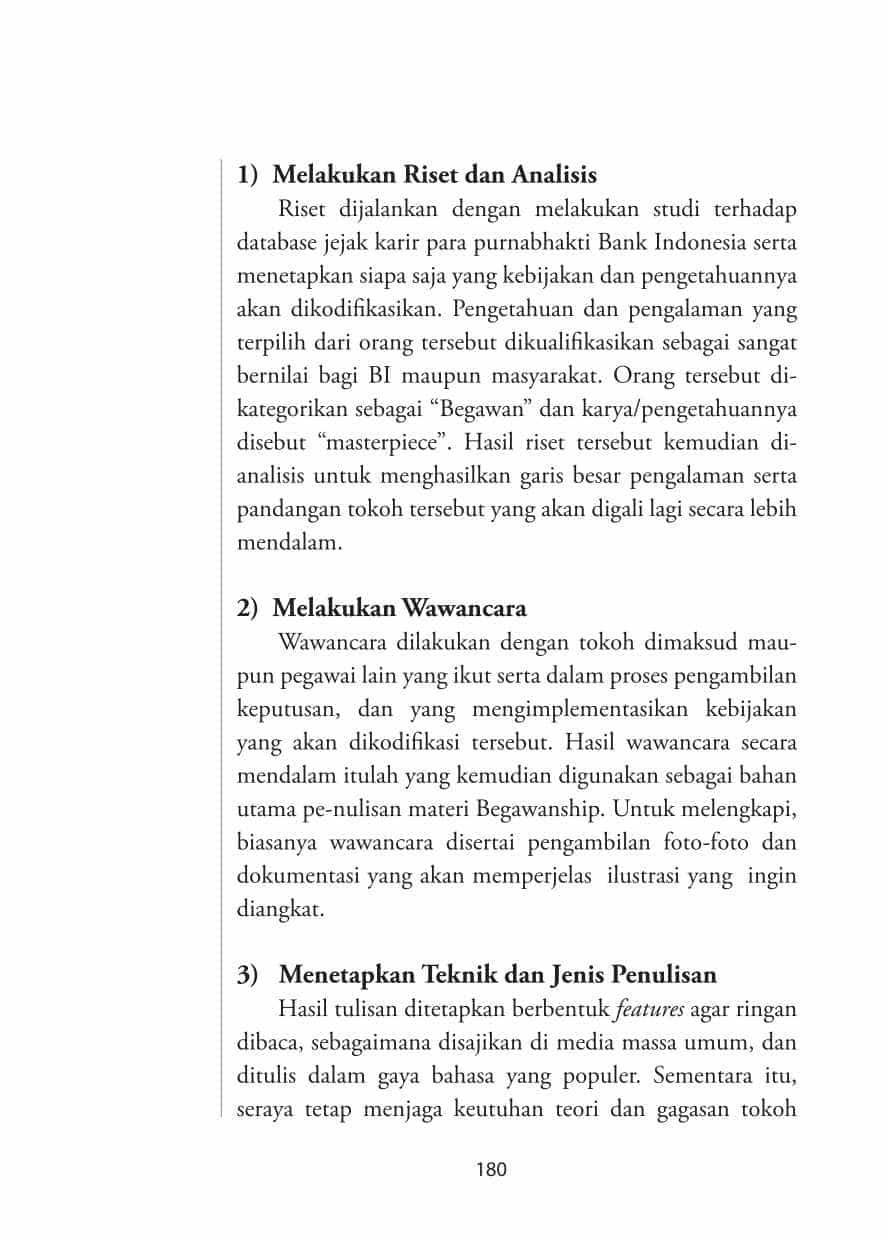 1) Melakukan Riset dan Analisis
Riset dijalankan dengan melakukan studi terhadap
database jejak karir para purnabhakti Bank Indonesia serta
menetapkan siapa saja yang kebijakan dan pengetahuannya
akan dikodifikasikan. Pengetahuan dan pengalaman yang
terpilih dari orang tersebut dikualifikasikan sebagai sangat
bernilai bagi BI maupun masyarakat. Orang tersebut di-
kategorikan sebagai “Begawan” dan karya/pengetahuannya
disebut “masterpiece”. Hasil riset tersebut kemudian di-
analisis untuk menghasilkan garis besar pengalaman serta
pandangan tokoh tersebut yang akan digali lagi secara lebih
mendalam.
2) Melakukan Wawancara
Wawancara dilakukan dengan tokoh dimaksud mau-
pun pegawai lain yang ikut serta dalam proses pengambilan
keputusan, dan yang mengimplementasikan kebijakan
yang akan dikodifikasi tersebut. Hasil wawancara secara
mendalam itulah yang kemudian digunakan sebagai bahan
utama pe-nulisan materi Begawanship. Untuk melengkapi,
biasanya wawancara disertai pengambilan foto-foto dan
dokumentasi yang akan memperjelas ilustrasi yang ingin
diangkat.
3) Menetapkan Teknik dan Jenis Penulisan
Hasil tulisan ditetapkan berbentuk features agar ringan
dibaca, sebagaimana disajikan di media massa umum, dan
ditulis dalam gaya bahasa yang populer. Sementara itu,
seraya tetap menjaga keutuhan teori dan gagasan tokoh
180